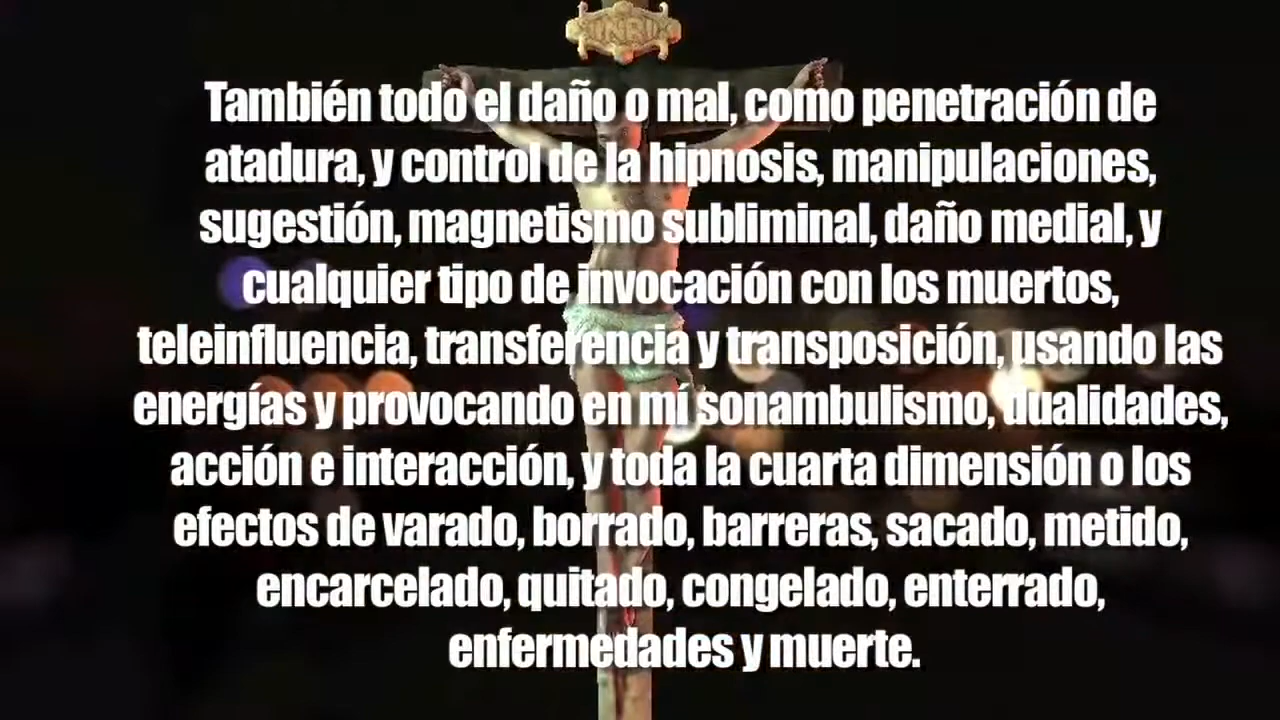 INRI
También todo el daño o mal, como penetración de
atadura, y control de la hipnosis, manipulaciones,
sugestión, magnetismo subliminal, daño medial, y
cualquier tipo de invocación con los muertos,
teleinfluencia, transferencia y transposición, usando las
energías y provocando en mí sonambulismo, dualidades,
acción e interacción, y toda la cuarta dimensión o los
efectos de varado, borrado, barreras, sacado, metido,
encarcelado, quitado, congelado, enterrado,
enfermedades y muerte.